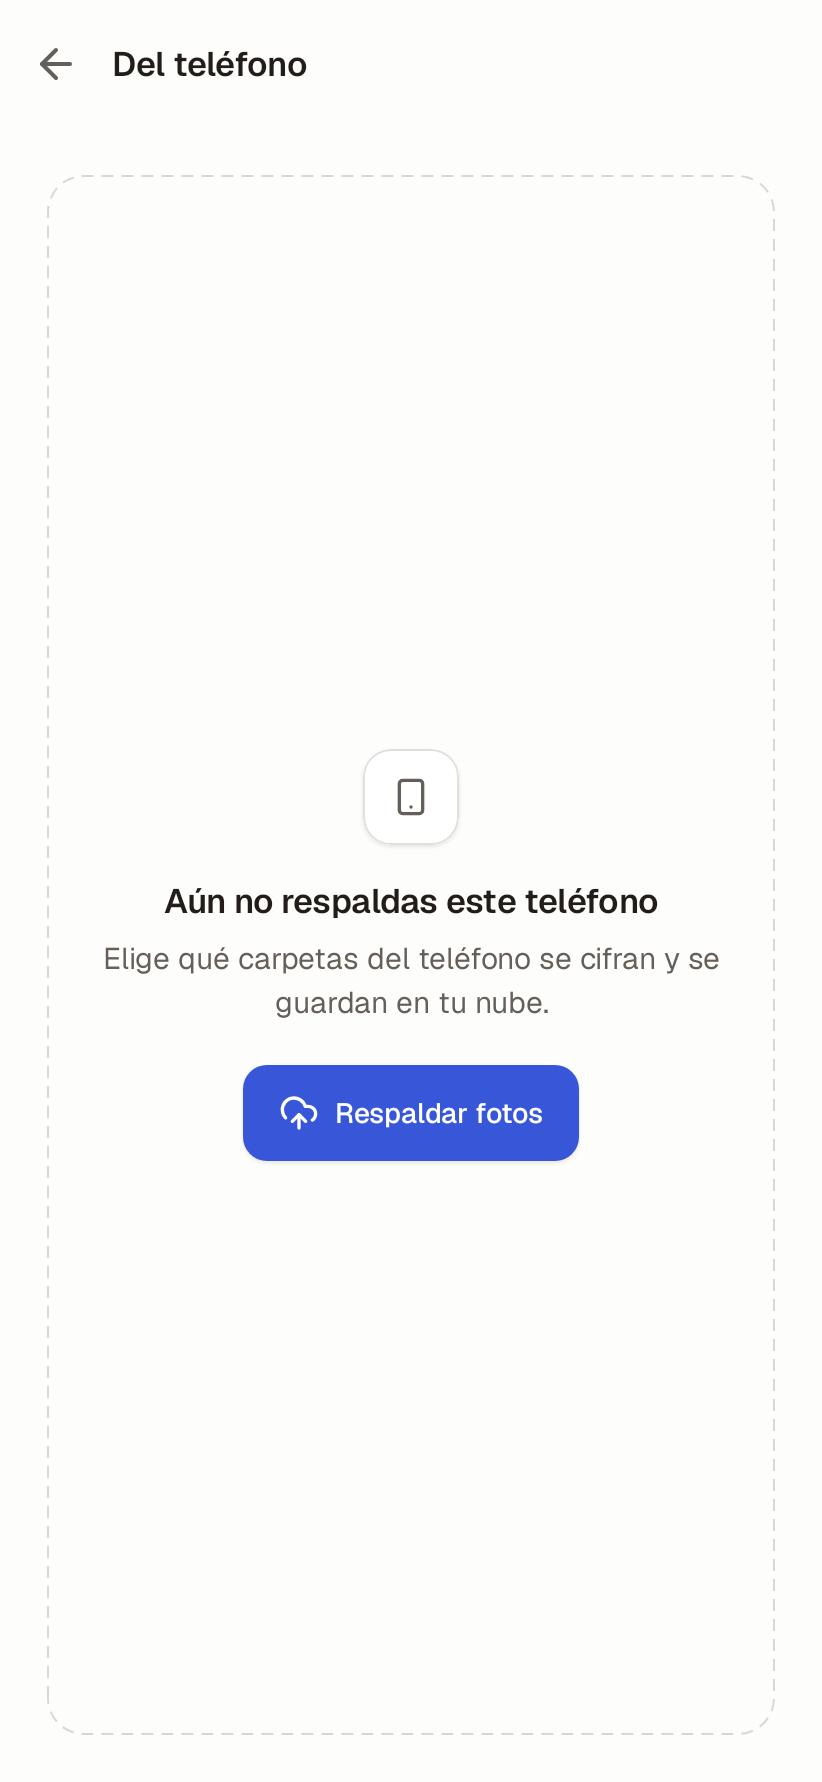 Del teléfono
Aún no respaldas este teléfono
Elige qué carpetas del teléfono se cifran y se
guardan en tu nube.
Respaldar fotos